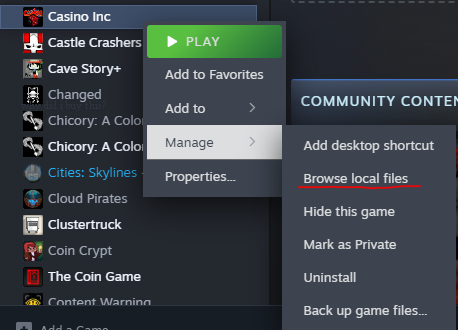 Casino Inc
Castle Crashers
Cave Story+
Changed
Chicory: A Colo
Chicory: A Colo
Cities: Skylines -
Cloud Pirates
Clustertruck
Coin Crypt
The Coin Game
Content Warning
Add a Game
PLAY
Add to Favorites
Add to
Manage
Properties...
COMMUNITY CONTEN
Add desktop shortcut
Browse local files
Hide this game
Mark as Private
Uninstall
Back up game files...